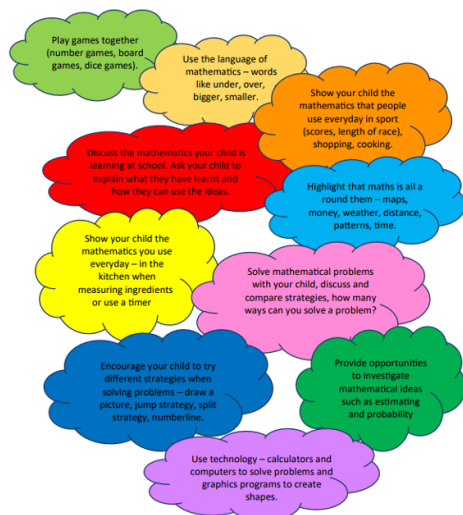 Play games together
(number games, board
games, dice games).
Use the language of
mathematics – words
like under, over,
bigger, smaller.
Show your child the
mathematics that people
use everyday in sport
(scores, length of race),
shopping, cooking.
Discuss the mathematics your child is
learning at school. Ask your child to
explain what they have learnt and
how they can use the ideas.
Highlight that maths is all a
round them – maps,
money, weather, distance,
patterns, time.
Show your child the
mathematics you use
everyday – in the
kitchen when
measuring ingredients
or use a timer
Solve mathematical problems
with your child, discuss and
compare strategies, how many
ways can you solve a problem?
Encourage your child to try
different strategies when
solving problems – draw a
picture, jump strategy, split
strategy, numberline.
Provide opportunities
to investigate
mathematical ideas
such as estimating
and probability
Use technology – calculators and
computers to solve problems and
graphics programs to create
shapes.